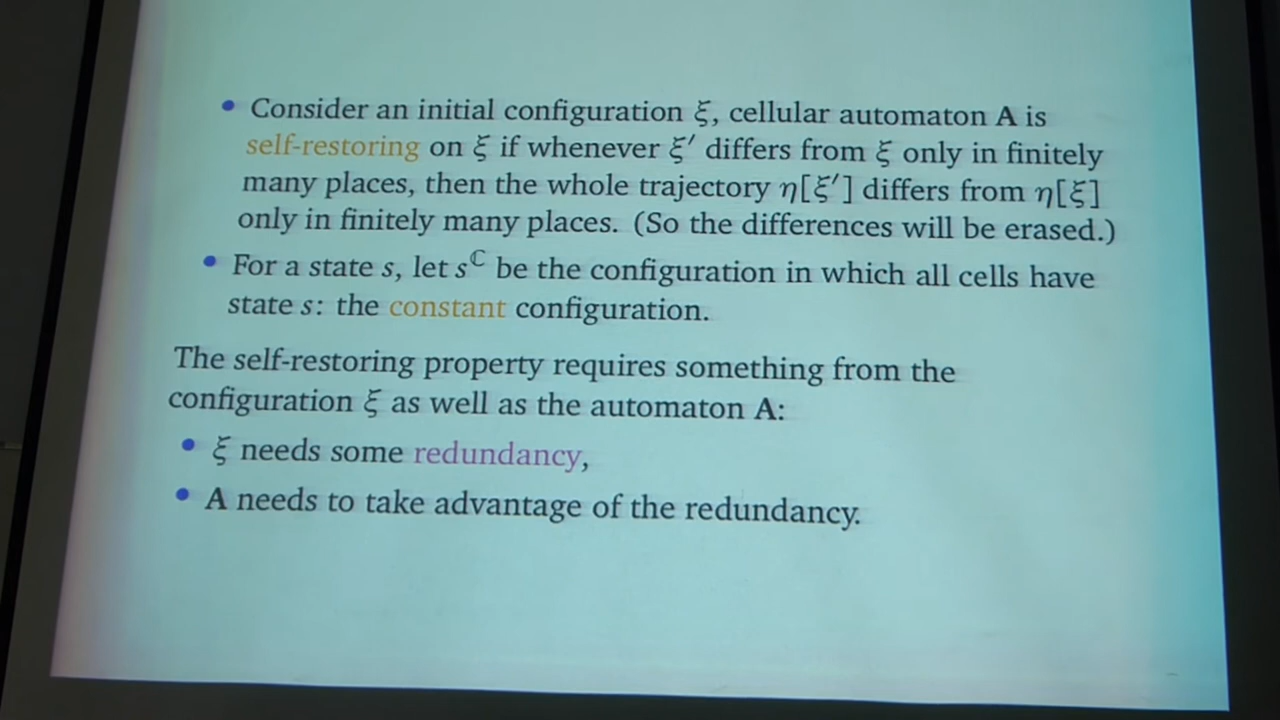 • Consider an initial configuration ξ, cellular automaton A is
self-restoring on ξ if whenever ξ′ differs from ξ only in finitely
many places, then the whole trajectory η[ξ′] differs from η[ξ]
only in finitely many places. (So the differences will be erased.)
• For a state s, let s^ℂ be the configuration in which all cells have
state s: the constant configuration.
The self-restoring property requires something from the
configuration ξ as well as the automaton A:
• ξ needs some redundancy,
• A needs to take advantage of the redundancy.